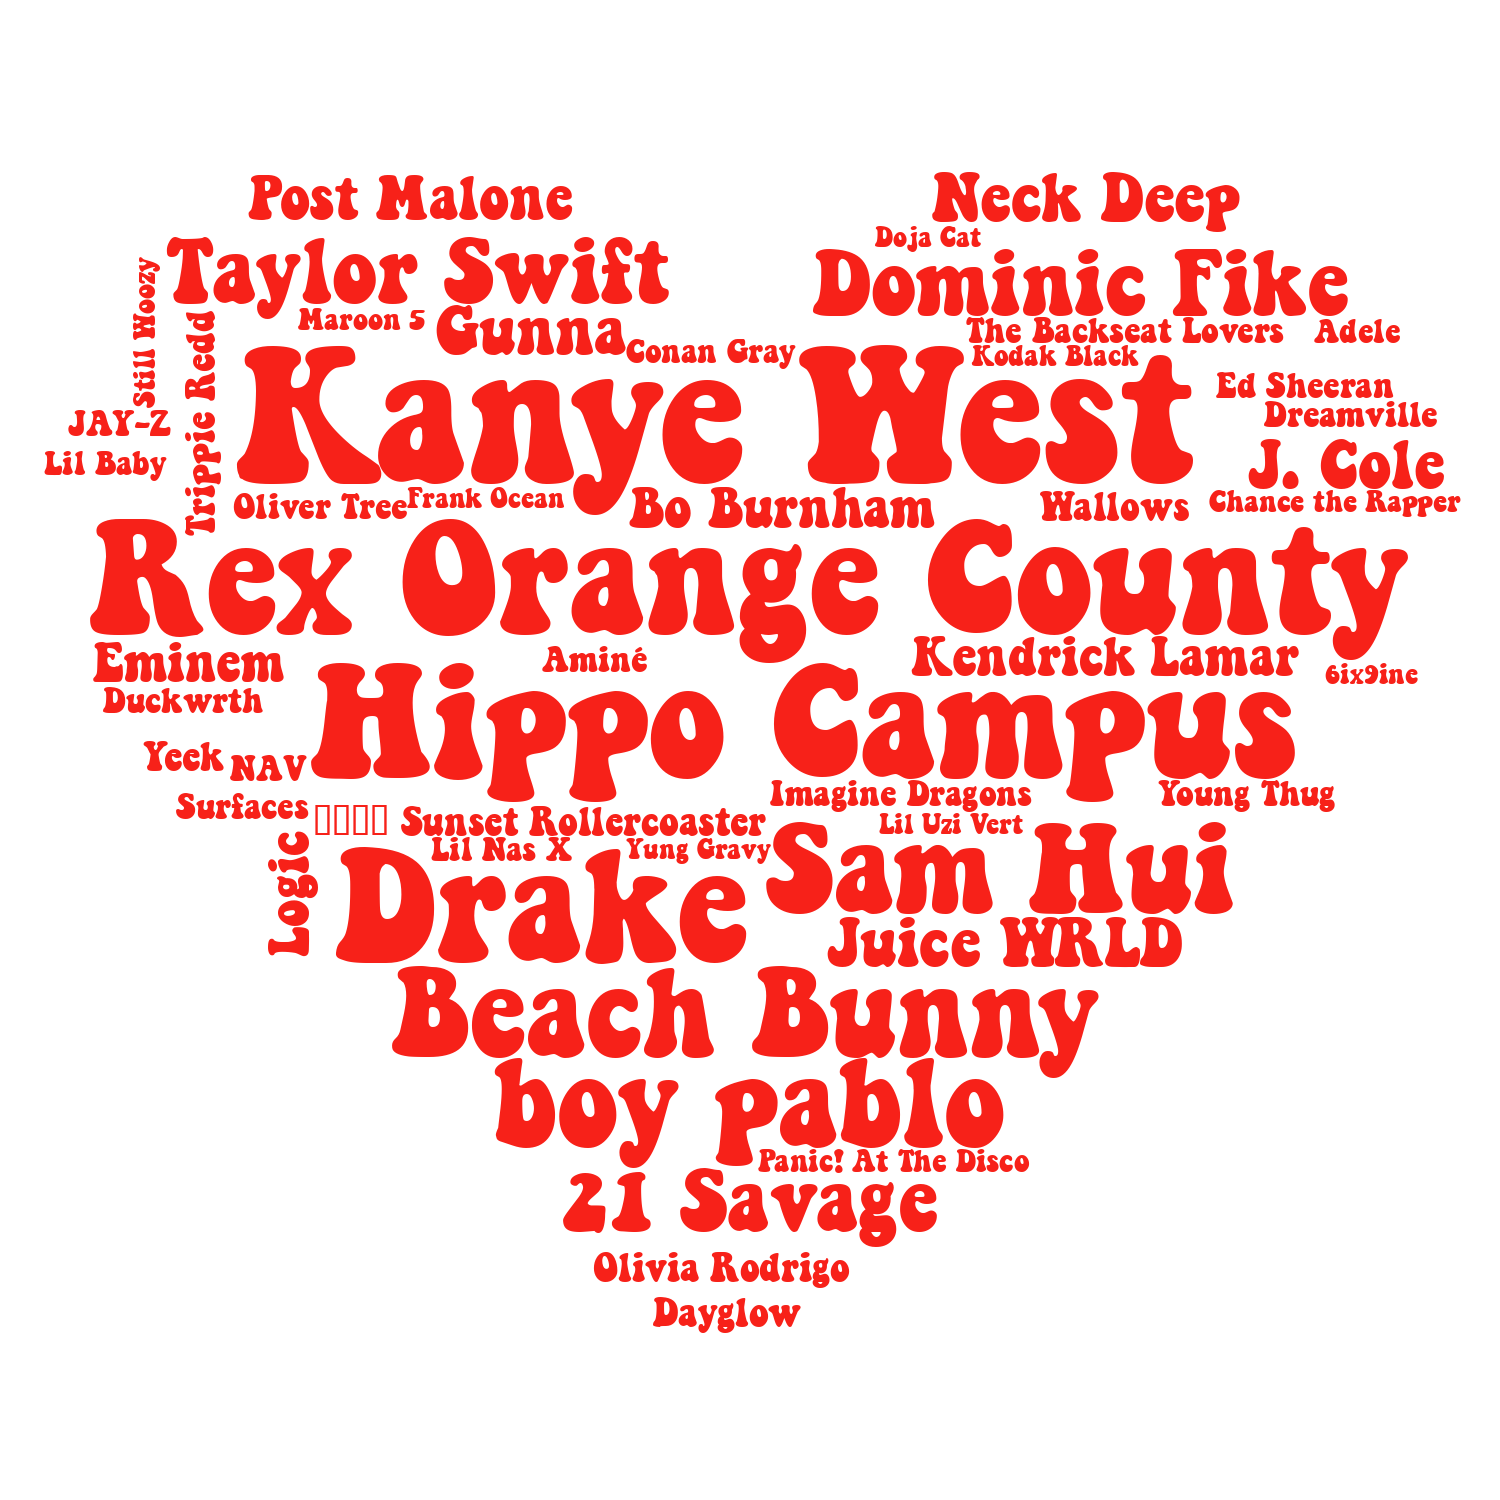 Post Malone
Neck Deep
Doja Cat
Taylor Swift
Dominic Fike
Still Woozy
Maroon 5
Gunna
The Backseat Lovers
Adele
Trippie Redd
Conan Gray
Kodak Black
Kanye West
Ed Sheeran
Dreamville
JAY-Z
Lil Baby
J. Cole
Oliver Tree
Frank Ocean
Bo Burnham
Wallows
Chance the Rapper
Rex Orange County
Eminem
Aminé
Kendrick Lamar
6ix9ine
Duckwrth
Hippo Campus
Yeek
NAV
Imagine Dragons
Young Thug
Surfaces
Sunset Rollercoaster
Lil Uzi Vert
Logic
Lil Nas X
Yung Gravy
Sam Hui
Drake
Juice WRLD
Beach Bunny
boy pablo
Panic! At The Disco
21 Savage
Olivia Rodrigo
Dayglow